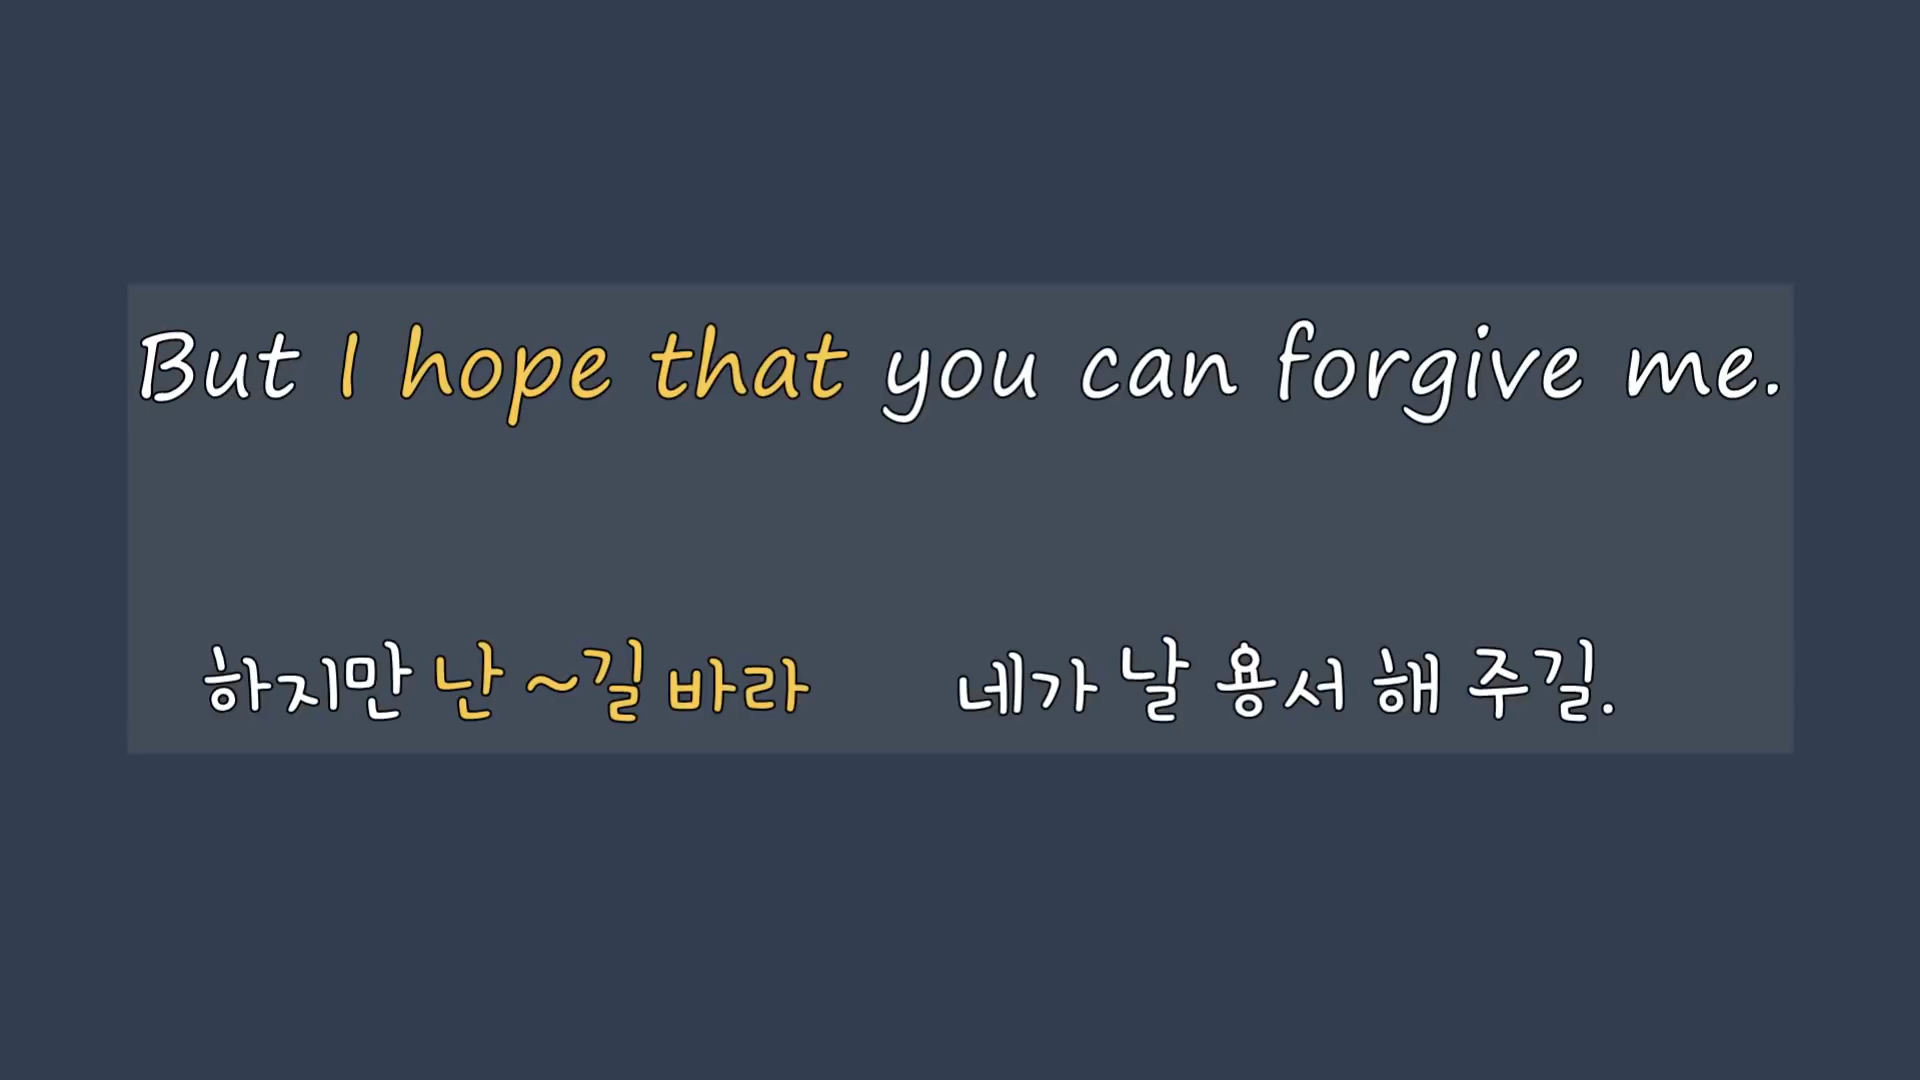 But I hope that you can forgive me.
하지만 난 ~길 바라 네가 날 용서 해 주길.